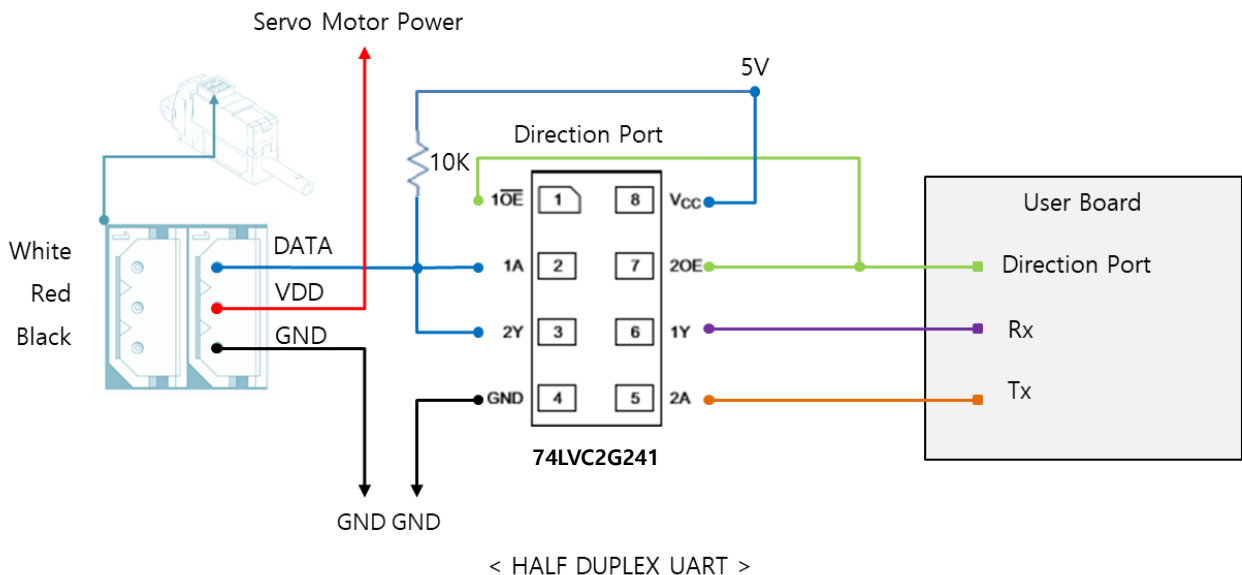 Servo Motor Power
5V
Direction Port
10K
1OE
1
8
VCC
User Board
White
DATA
1A
2
7
2OE
Direction Port
Red
VDD
Black
GND
2Y
3
6
1Y
Rx
GND
4
5
2A
Tx
74LVC2G241
GND GND
< HALF DUPLEX UART >